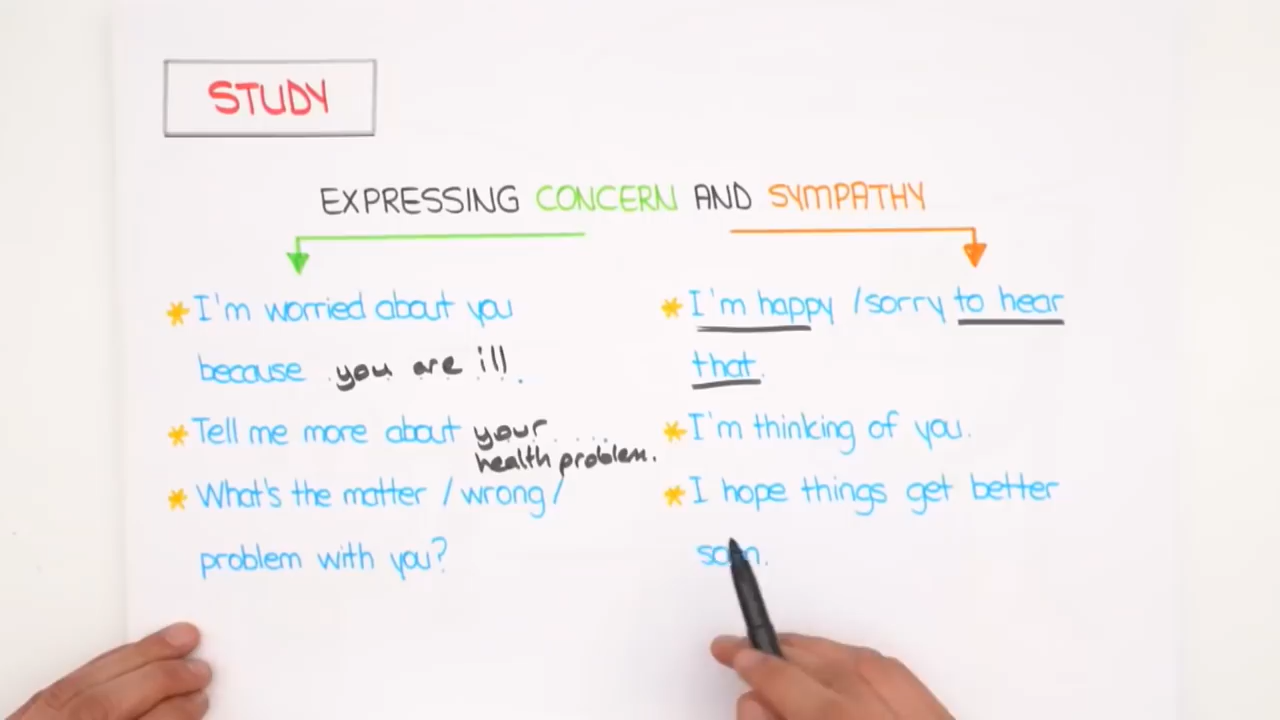 STUDY
EXPRESSING CONCERN AND SYMPATHY
* I'm worried about you
because you are ill.
* Tell me more about your
health problem.
* What's the matter / wrong /
problem with you?
* I'm happy / sorry to hear
that.
* I'm thinking of you.
* I hope things get better
soon.